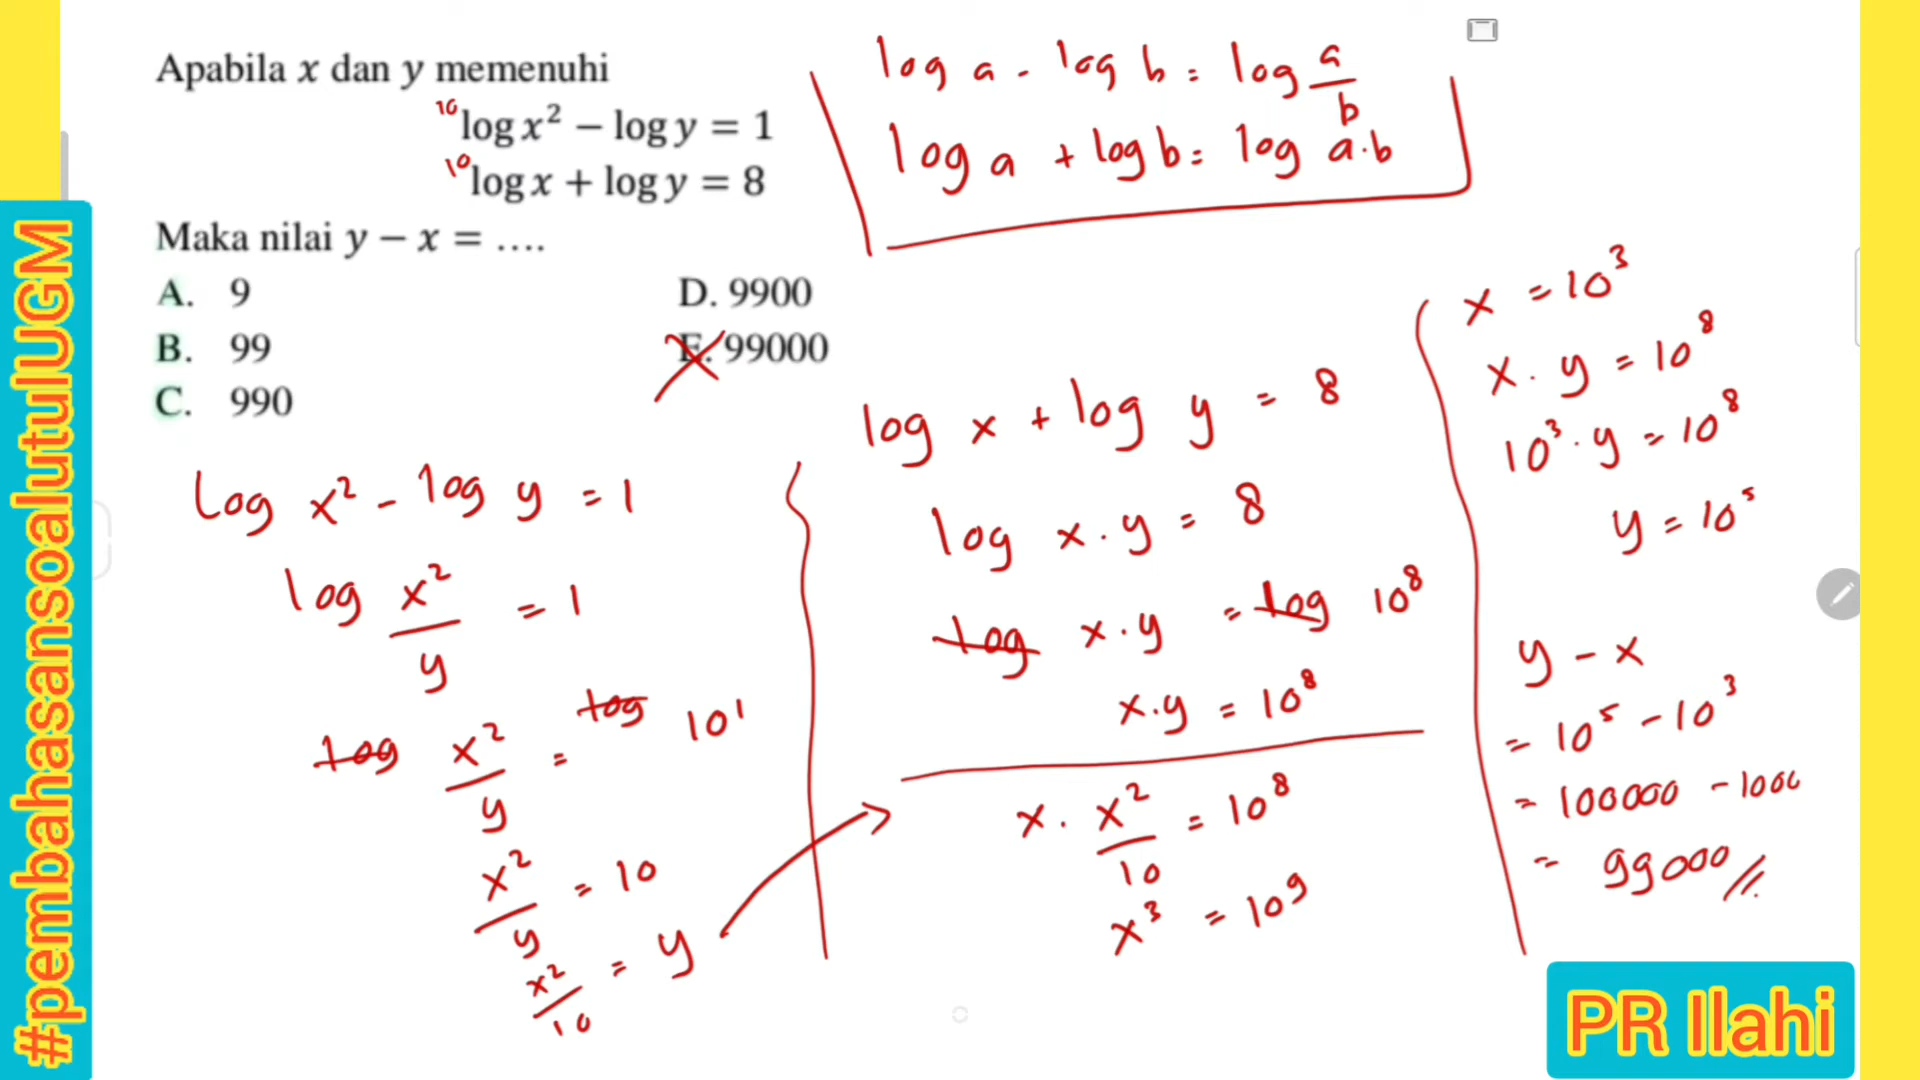 Apabila x dan y memenuhi
¹⁰log x² − log y = 1
¹⁰log x + log y = 8
Maka nilai y − x = ....
A. 9
B. 99
C. 990
D. 9900
E. 99000
log a - log b = log a/b
log a + log b = log a.b
log x² - log y = 1
log x²/y = 1
log x²/y = log 10¹
x²/y = 10
x²/10 = y
log x + log y = 8
log x.y = 8
log x.y = log 10⁸
x.y = 10⁸
x. x²/10 = 10⁸
x³ = 10⁹
x = 10³
x. y = 10⁸
10³. y = 10⁸
y = 10⁵
y - x
= 10⁵ - 10³
= 100000 - 1000
= 99000 //
#pembahasansoalutulUGM
PR Ilahi